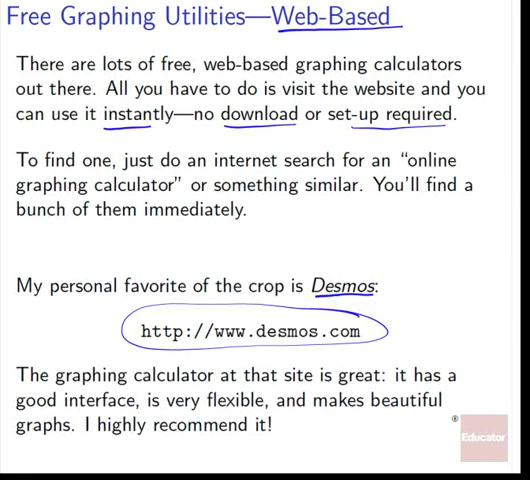 Free Graphing Utilities—Web-Based
There are lots of free, web-based graphing calculators
out there. All you have to do is visit the website and you
can use it instantly—no download or set-up required.
To find one, just do an internet search for an “online
graphing calculator” or something similar. You’ll find a
bunch of them immediately.
My personal favorite of the crop is Desmos:
http://www.desmos.com
The graphing calculator at that site is great: it has a
good interface, is very flexible, and makes beautiful
graphs. I highly recommend it!
®
Educator